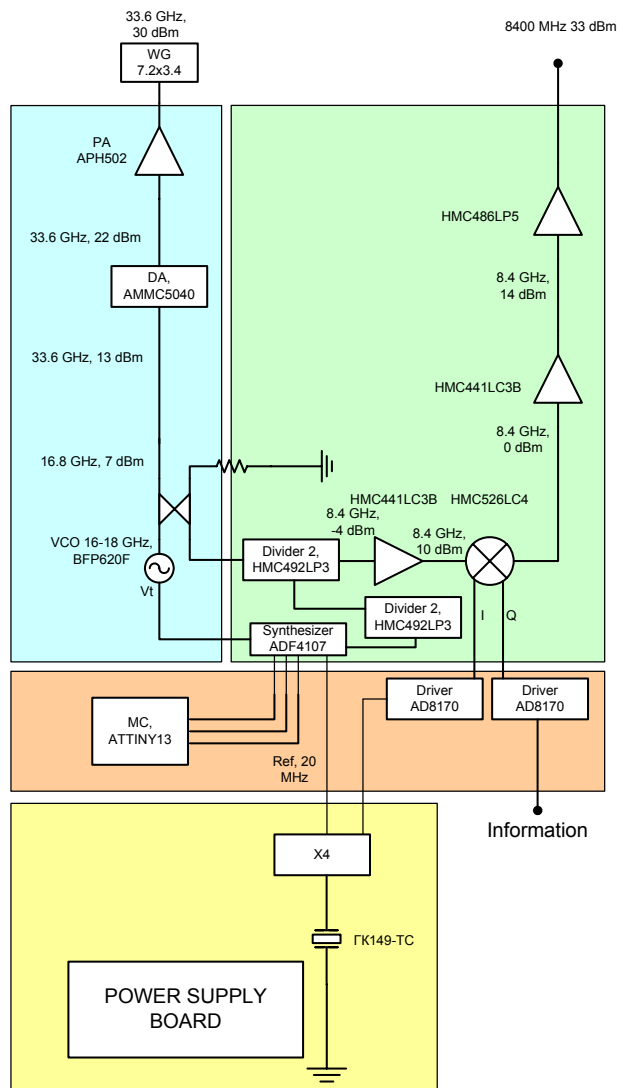 33.6 GHz,
30 dBm
WG
7.2x3.4
8400 MHz 33 dBm
PA
APH502
HMC486LP5
33.6 GHz, 22 dBm
DA,
AMMC5040
8.4 GHz,
14 dBm
33.6 GHz, 13 dBm
HMC441LC3B
8.4 GHz,
0 dBm
16.8 GHz, 7 dBm
HMC441LC3B
HMC526LC4
8.4 GHz,
-4 dBm
8.4 GHz,
10 dBm
VCO 16-18 GHz,
BFP620F
Vt
Divider 2,
HMC492LP3
Divider 2,
HMC492LP3
I
Q
Synthesizer
ADF4107
MC,
ATTINY13
Driver
AD8170
Driver
AD8170
Ref, 20
MHz
Information
X4
ГК149-ТС
POWER SUPPLY
BOARD